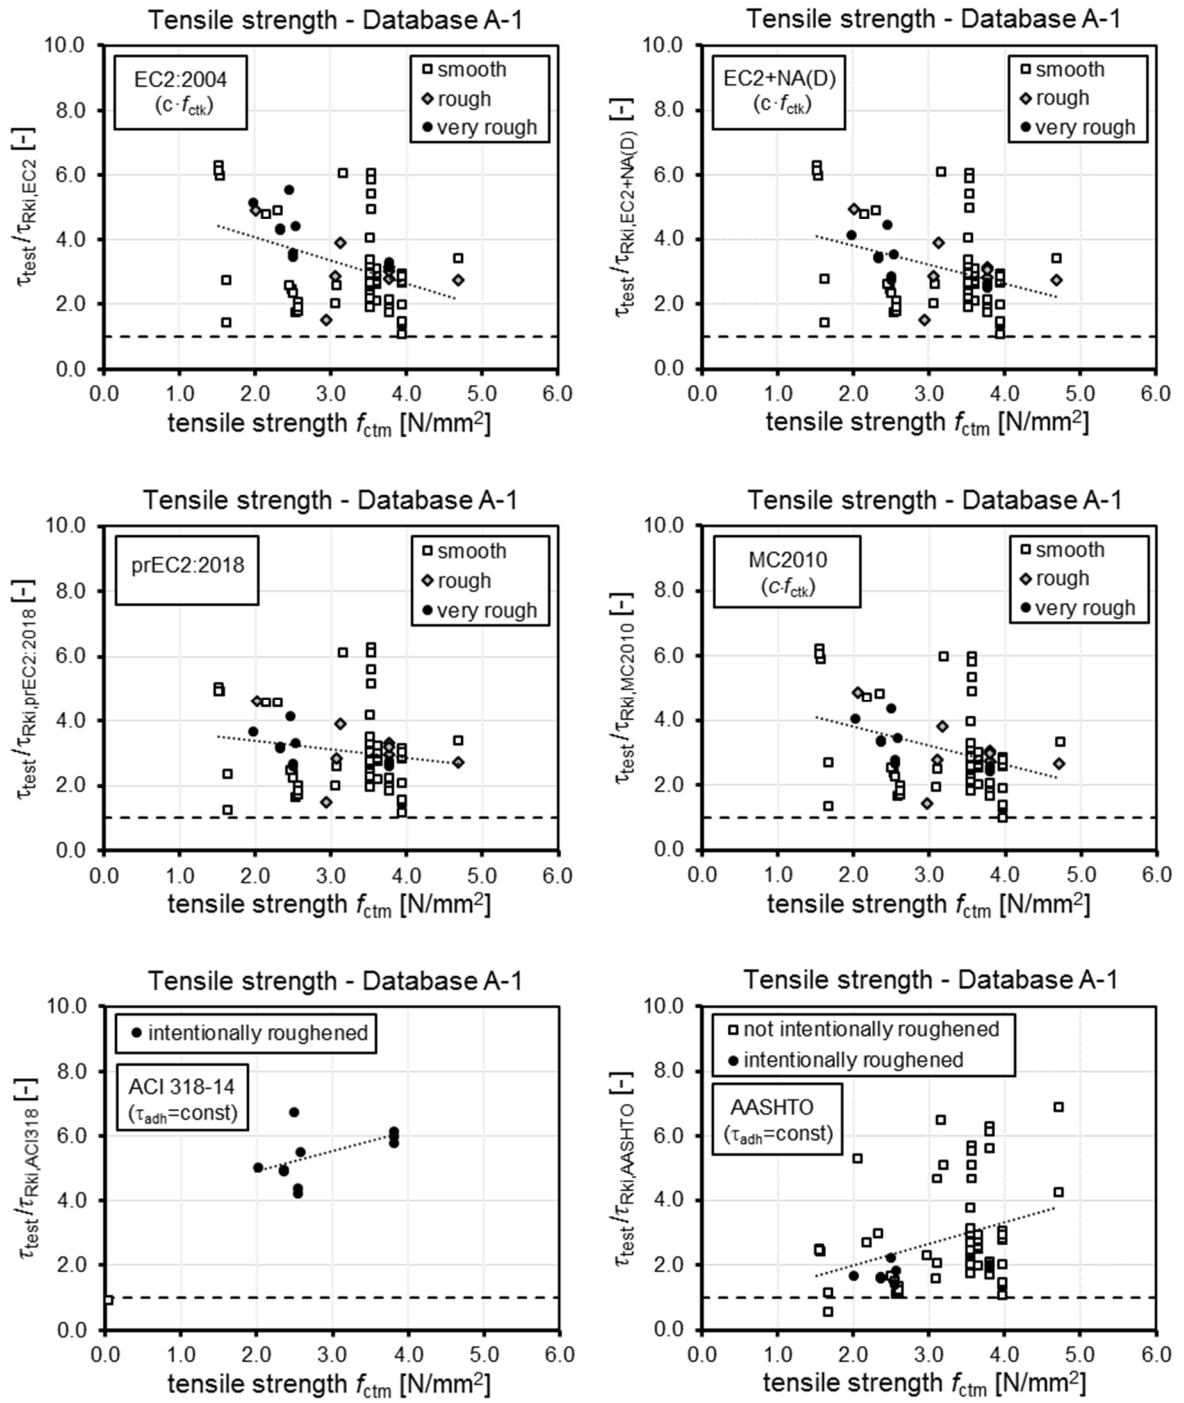 Tensile strength - Database A-1
EC2:2004
(c·fctk)
smooth
rough
very rough
τtest/τRki,EC2 [-]
10.0
8.0
6.0
4.0
2.0
0.0
0.0 1.0 2.0 3.0 4.0 5.0 6.0
tensile strength fctm [N/mm²]
Tensile strength - Database A-1
EC2+NA(D)
(c·fctk)
smooth
rough
very rough
τtest/τRki,EC2+NA(D) [-]
10.0
8.0
6.0
4.0
2.0
0.0
0.0 1.0 2.0 3.0 4.0 5.0 6.0
tensile strength fctm [N/mm²]
Tensile strength - Database A-1
prEC2:2018
smooth
rough
very rough
τtest/τRki,prEC2:2018 [-]
10.0
8.0
6.0
4.0
2.0
0.0
0.0 1.0 2.0 3.0 4.0 5.0 6.0
tensile strength fctm [N/mm²]
Tensile strength - Database A-1
MC2010
(c·fctk)
smooth
rough
very rough
τtest/τRki,MC2010 [-]
10.0
8.0
6.0
4.0
2.0
0.0
0.0 1.0 2.0 3.0 4.0 5.0 6.0
tensile strength fctm [N/mm²]
Tensile strength - Database A-1
intentionally roughened
ACI 318-14
(τadh=const)
τtest/τRki,ACI318 [-]
10.0
8.0
6.0
4.0
2.0
0.0
0.0 1.0 2.0 3.0 4.0 5.0 6.0
tensile strength fctm [N/mm²]
Tensile strength - Database A-1
not intentionally roughened
intentionally roughened
AASHTO
(τadh=const)
τtest/τRki,AASHTO [-]
10.0
8.0
6.0
4.0
2.0
0.0
0.0 1.0 2.0 3.0 4.0 5.0 6.0
tensile strength fctm [N/mm²]